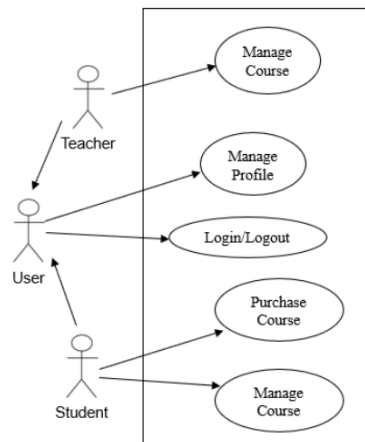 Manage
Course
Teacher
Manage
Profile
Login/Logout
User
Purchase
Course
Student
Manage
Course